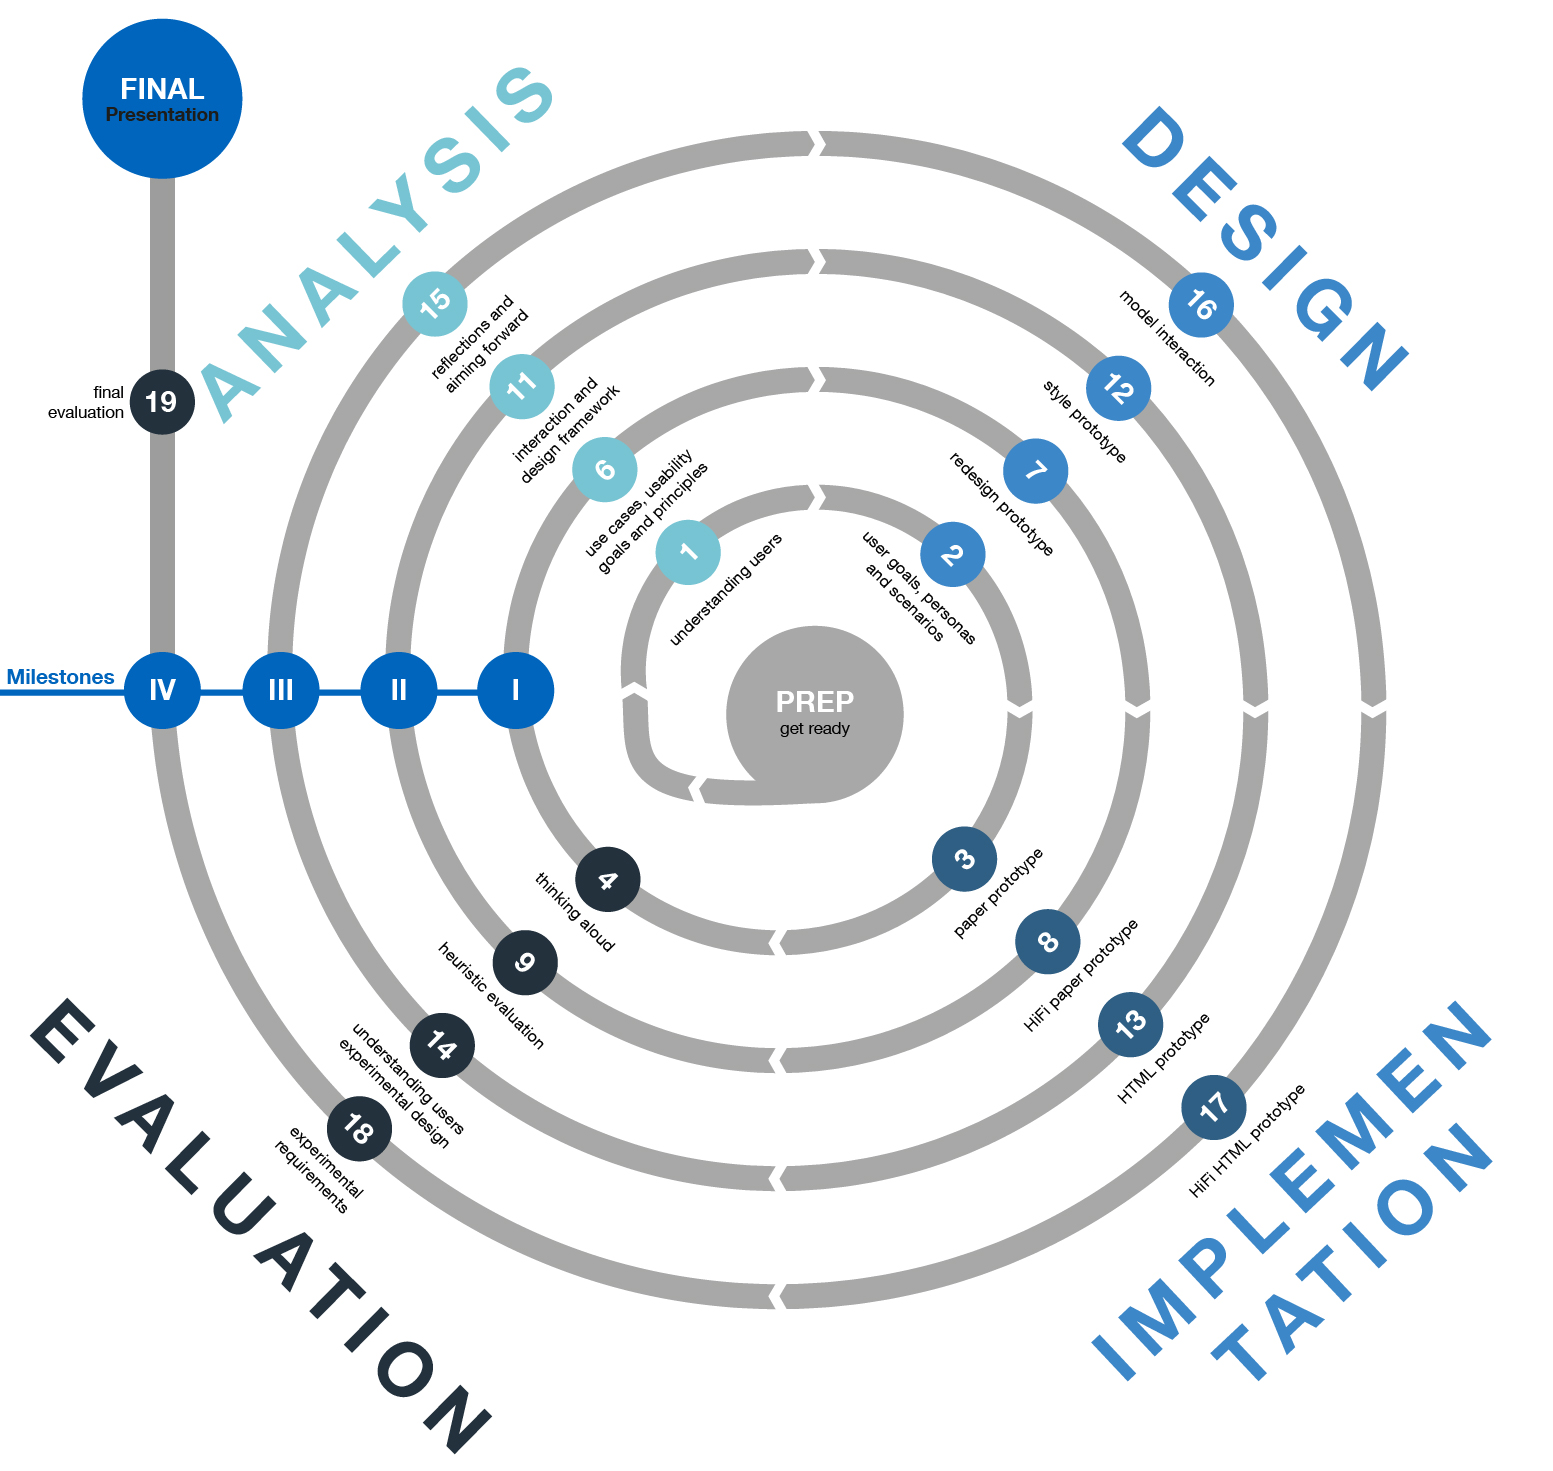 FINAL
Presentation
ANALYSIS
DESIGN
15
reflections and
aiming forward
16
model interaction
11
interaction and
design framework
12
style prototype
19
final
evaluation
6
use cases, usability
goals and principles
7
redesign prototype
1
understanding users
2
user goals, personas
and scenarios
Milestones
IV
III
II
I
PREP
get ready
3
paper prototype
4
thinking aloud
8
HiFi paper prototype
9
heuristic evaluation
13
HTML prototype
14
understanding users
experimental design
17
HiFi HTML prototype
18
experimental
requirements
EVALUATION
IMPLEMEN
TATION